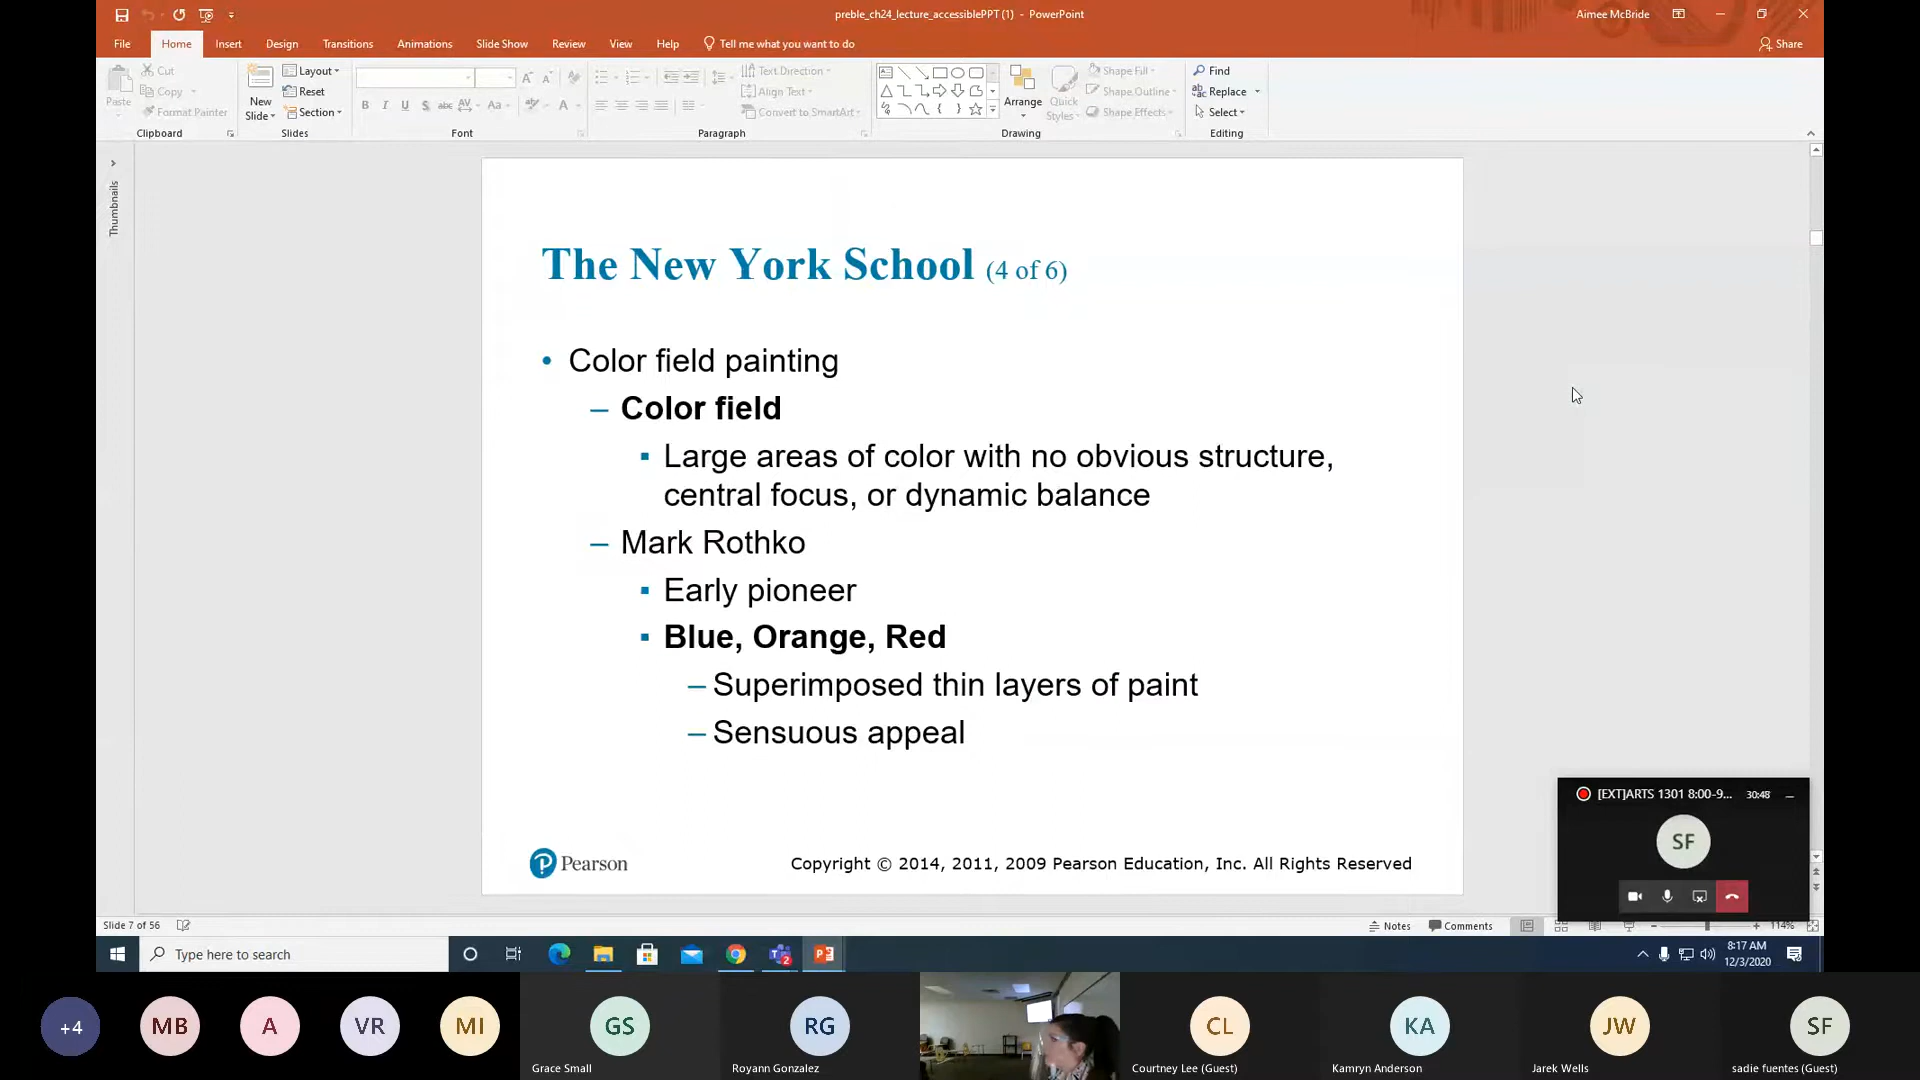 preble_ch24_lecture_accessiblePPT (1) - PowerPoint
Aimee McBride
File Home Insert Design Transitions Animations Slide Show Review View Help Tell me what you want to do
Share
Paste
Cut
Copy
Format Painter
Clipboard
New Slide
Layout
Reset
Section
Slides
B I U S abc AV Aa A
Font
Text Direction
Align Text
Convert to SmartArt
Paragraph
Arrange
Quick Styles
Shape Fill
Shape Outline
Shape Effects
Drawing
Find
Replace
Select
Editing
Thumbnails
The New York School (4 of 6)
• Color field painting
– Color field
▪ Large areas of color with no obvious structure,
central focus, or dynamic balance
– Mark Rothko
▪ Early pioneer
▪ Blue, Orange, Red
– Superimposed thin layers of paint
– Sensuous appeal
Pearson
Copyright © 2014, 2011, 2009 Pearson Education, Inc. All Rights Reserved
[EXT]ARTS 1301 8:00-9... 30:48
SF
Slide 7 of 56
Notes Comments
114%
Type here to search
8:17 AM
12/3/2020
+4 MB A VR MI GS RG CL KA JW SF
Grace Small Royann Gonzalez Courtney Lee (Guest) Kamryn Anderson Jarek Wells sadie fuentes (Guest)